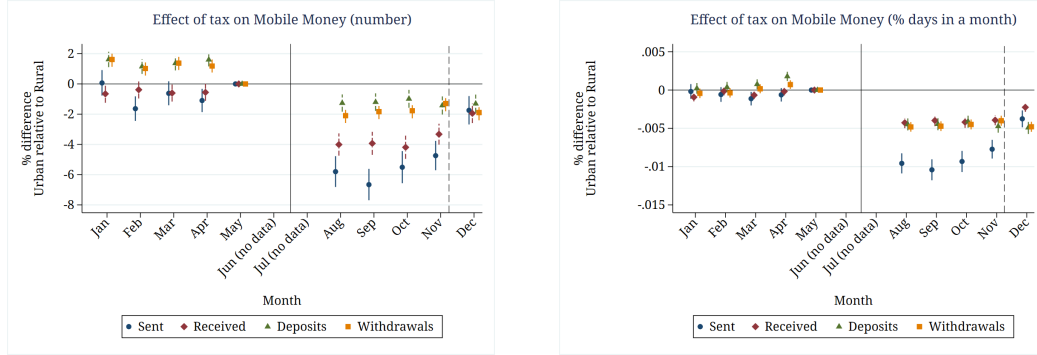 Effect of tax on Mobile Money (number)
% difference
Urban relative to Rural
2
0
-2
-4
-6
-8
Jan
Feb
Mar
Apr
May
Jun (no data)
Jul (no data)
Aug
Sep
Oct
Nov
Dec
Month
Sent
Received
Deposits
Withdrawals
Effect of tax on Mobile Money (% days in a month)
% difference
Urban relative to Rural
.005
0
-.005
-.01
-.015
Jan
Feb
Mar
Apr
May
Jun (no data)
Jul (no data)
Aug
Sep
Oct
Nov
Dec
Month
Sent
Received
Deposits
Withdrawals